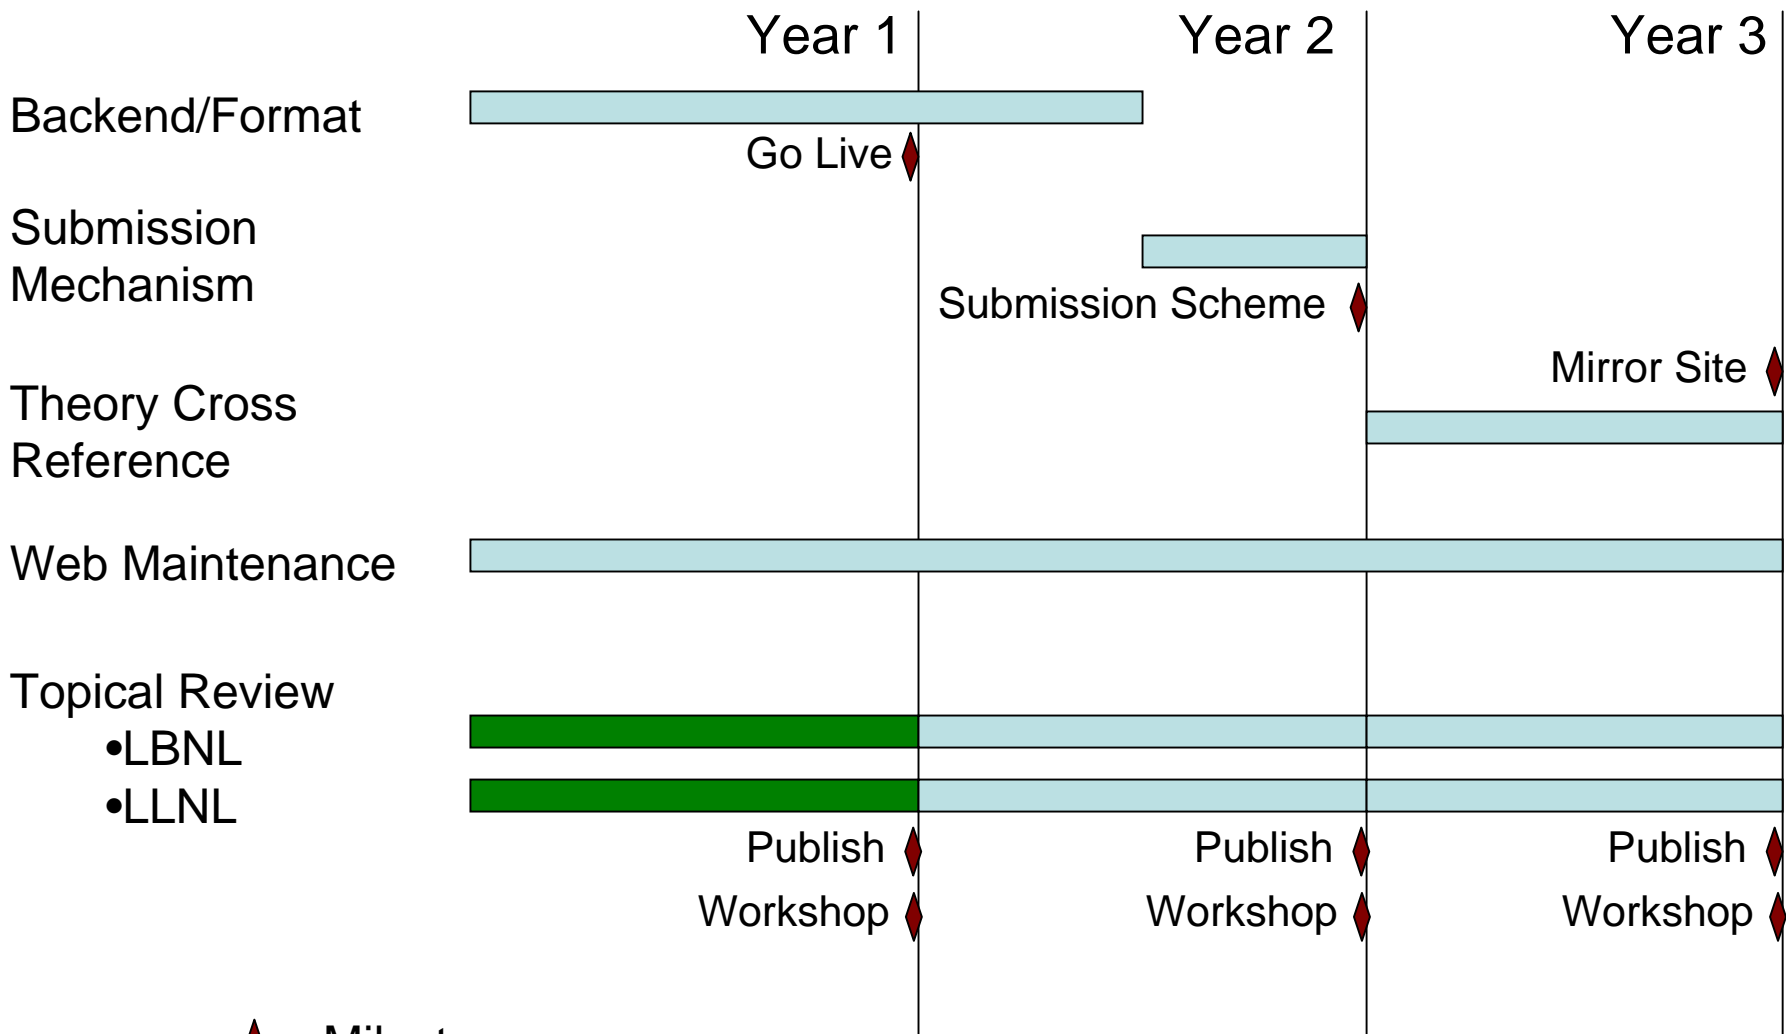 Year 1
Year 2
Year 3
Backend/Format
Go Live
Submission
Mechanism
Submission Scheme
Mirror Site
Theory Cross
Reference
Web Maintenance
Topical Review
•LBNL
•LLNL
Publish
Publish
Publish
Workshop
Workshop
Workshop